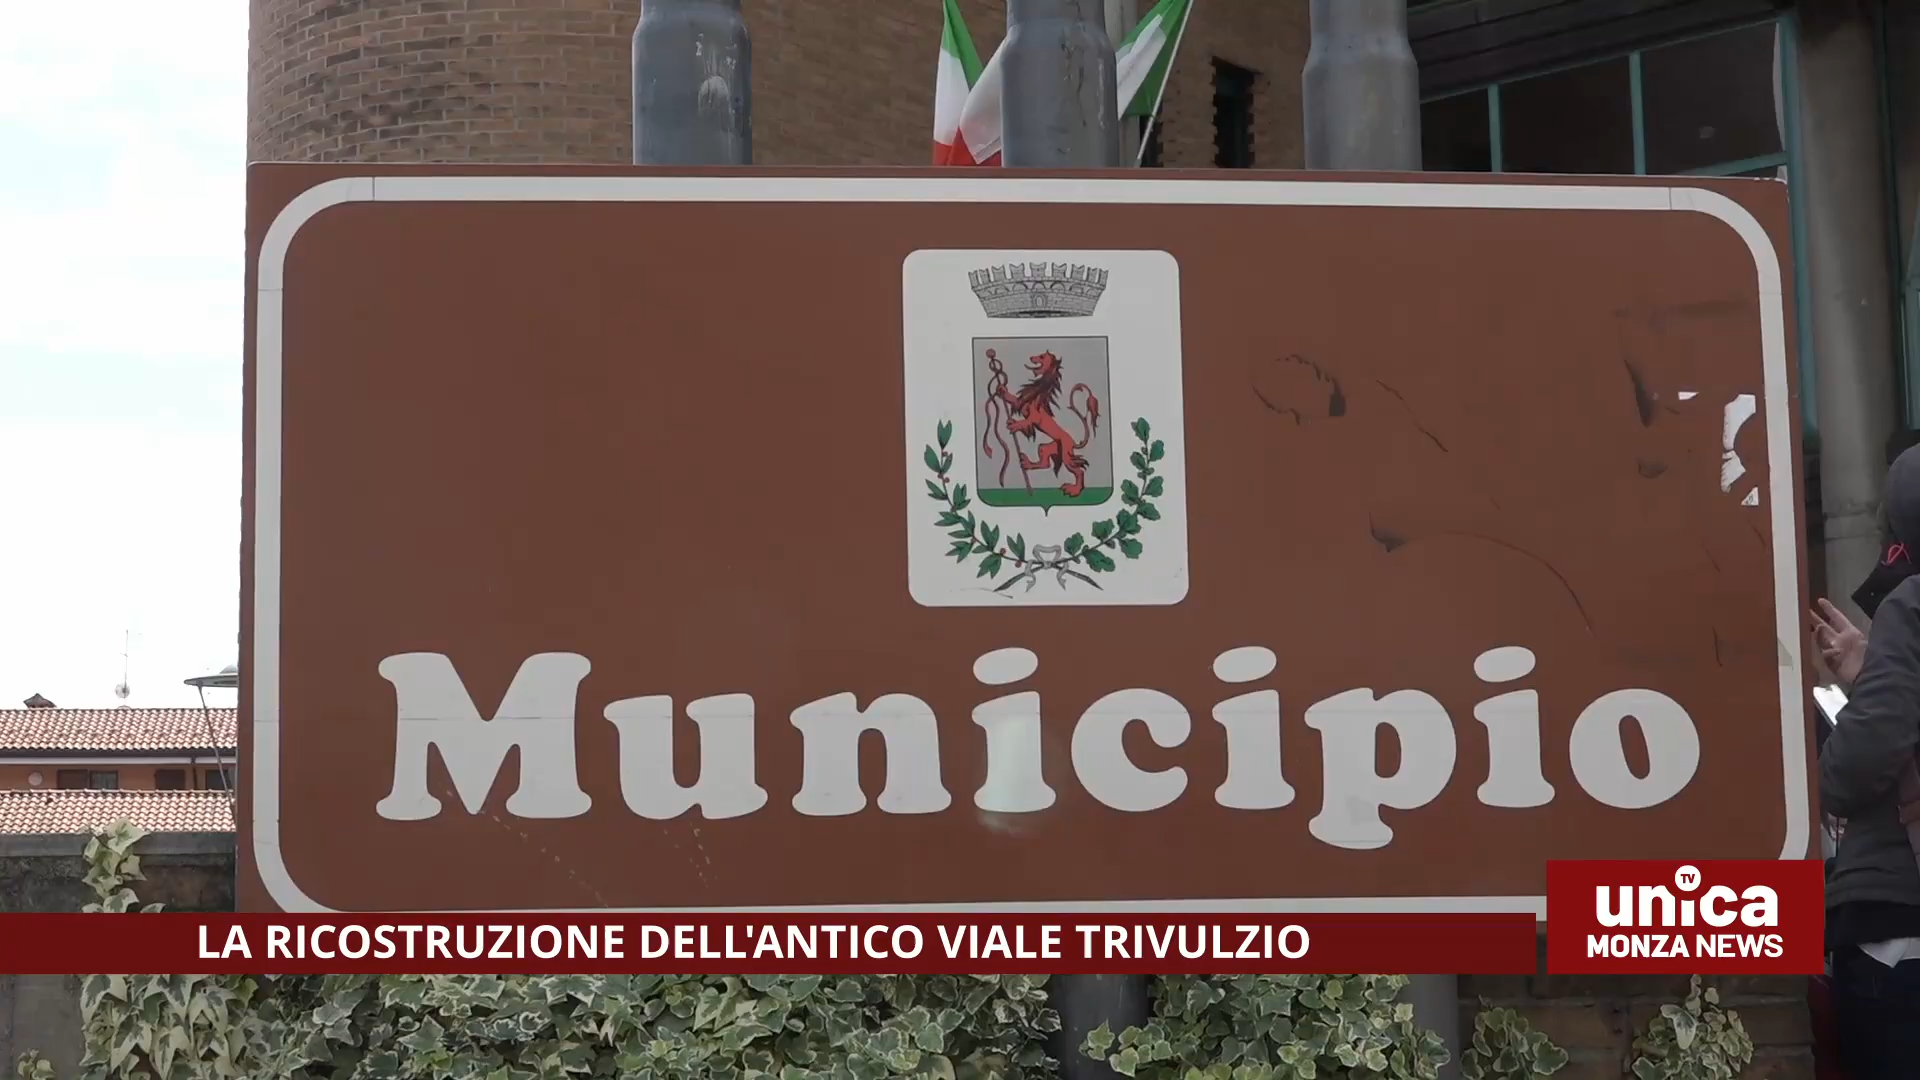 Municipio
LA RICOSTRUZIONE DELL'ANTICO VIALE TRIVULZIO
unica TV
MONZA NEWS